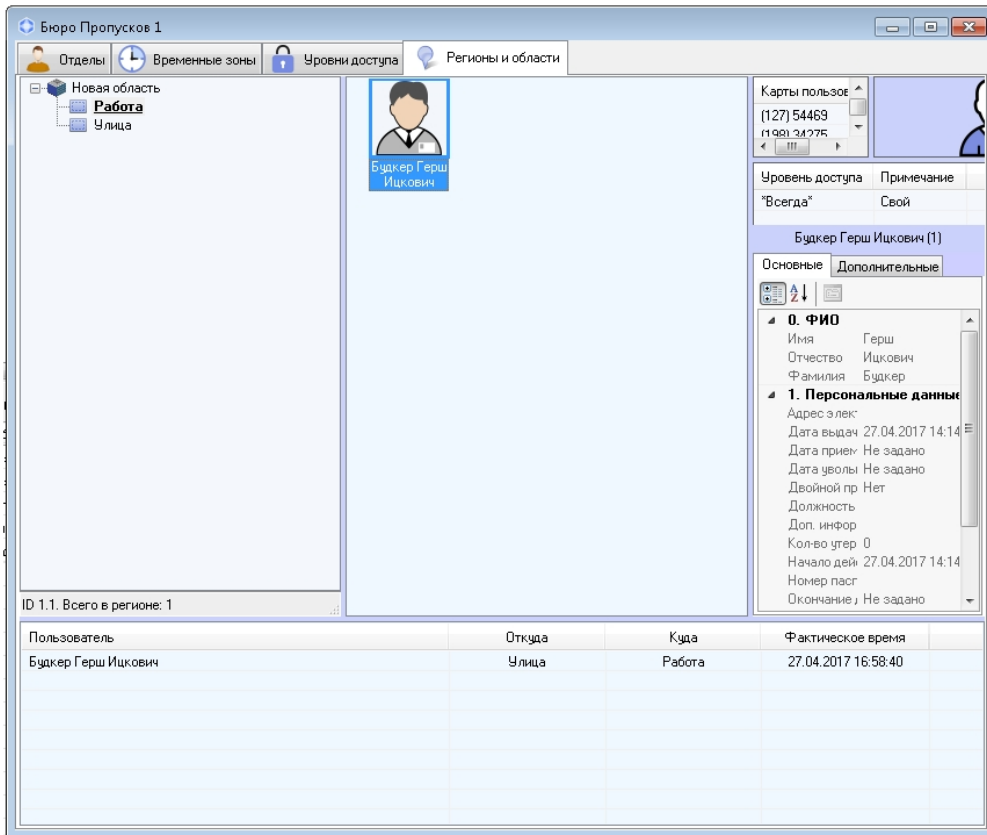 Бюро Пропусков 1
Отделы Временные зоны Уровни доступа Регионы и области
Новая область
Работа
Улица
Будкер Герш
Ицкович
ID 1.1. Всего в регионе: 1
Карты пользов
(127) 54469
(198) 34275
Уровень доступа Примечание
*Всегда* Свой
Будкер Герш Ицкович (1)
Основные Дополнительные
0. ФИО
Имя Герш
Отчество Ицкович
Фамилия Будкер
1. Персональные данные
Адрес элек
Дата выдач 27.04.2017 14:14
Дата прием Не задано
Дата уволы Не задано
Двойной пр Нет
Должность
Доп. инфор
Кол-во утер 0
Начало дей 27.04.2017 14:14
Номер пасп
Окончание Не задано
Пользователь Откуда Куда Фактическое время
Будкер Герш Ицкович Улица Работа 27.04.2017 16:58:40